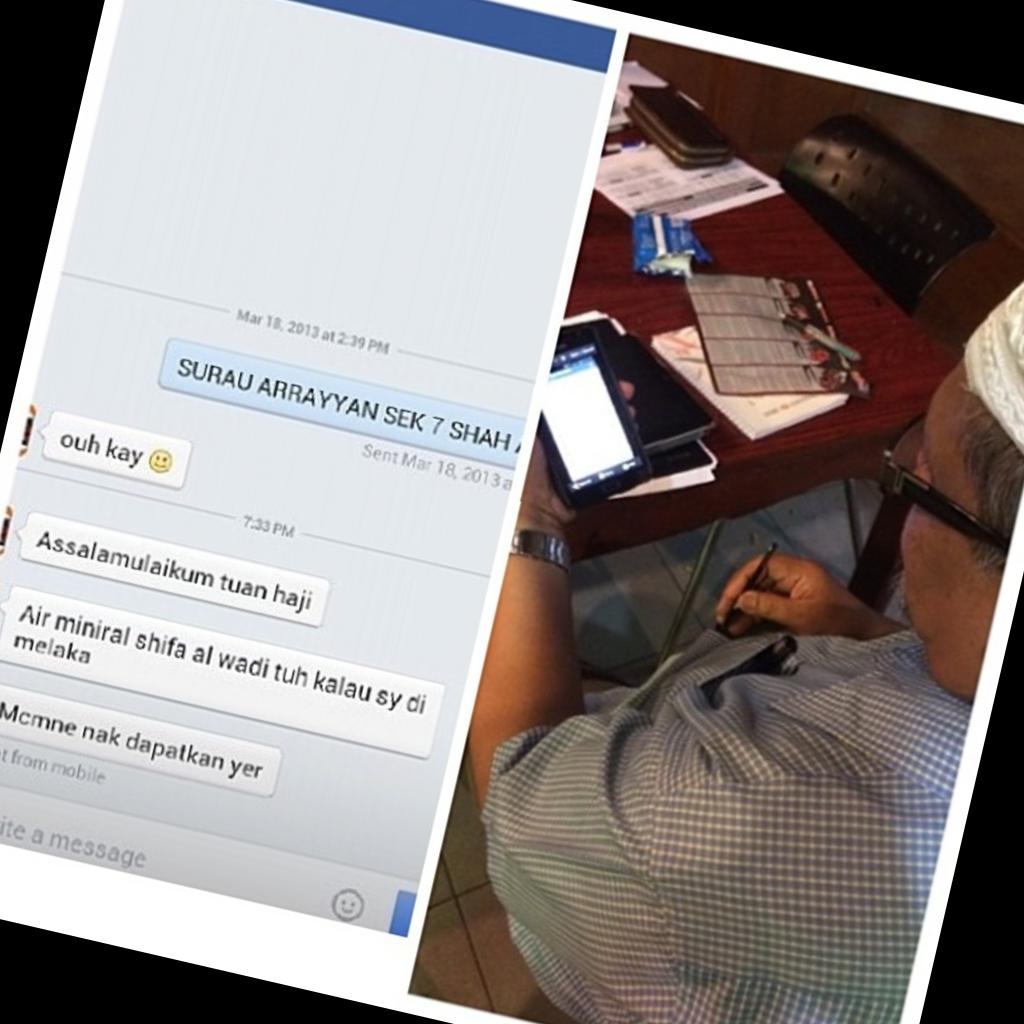 Mar 18, 2013 at 2:39 PM
SURAU ARRAYYAN SEK 7 SHAH
Sent Mar 18, 2013 a
ouh kay
7:33 PM
Assalamulaikum tuan haji
Air miniral shifa al wadi tuh kalau sy di
melaka
Mcmne nak dapatkan yer
t from mobile
ite a message